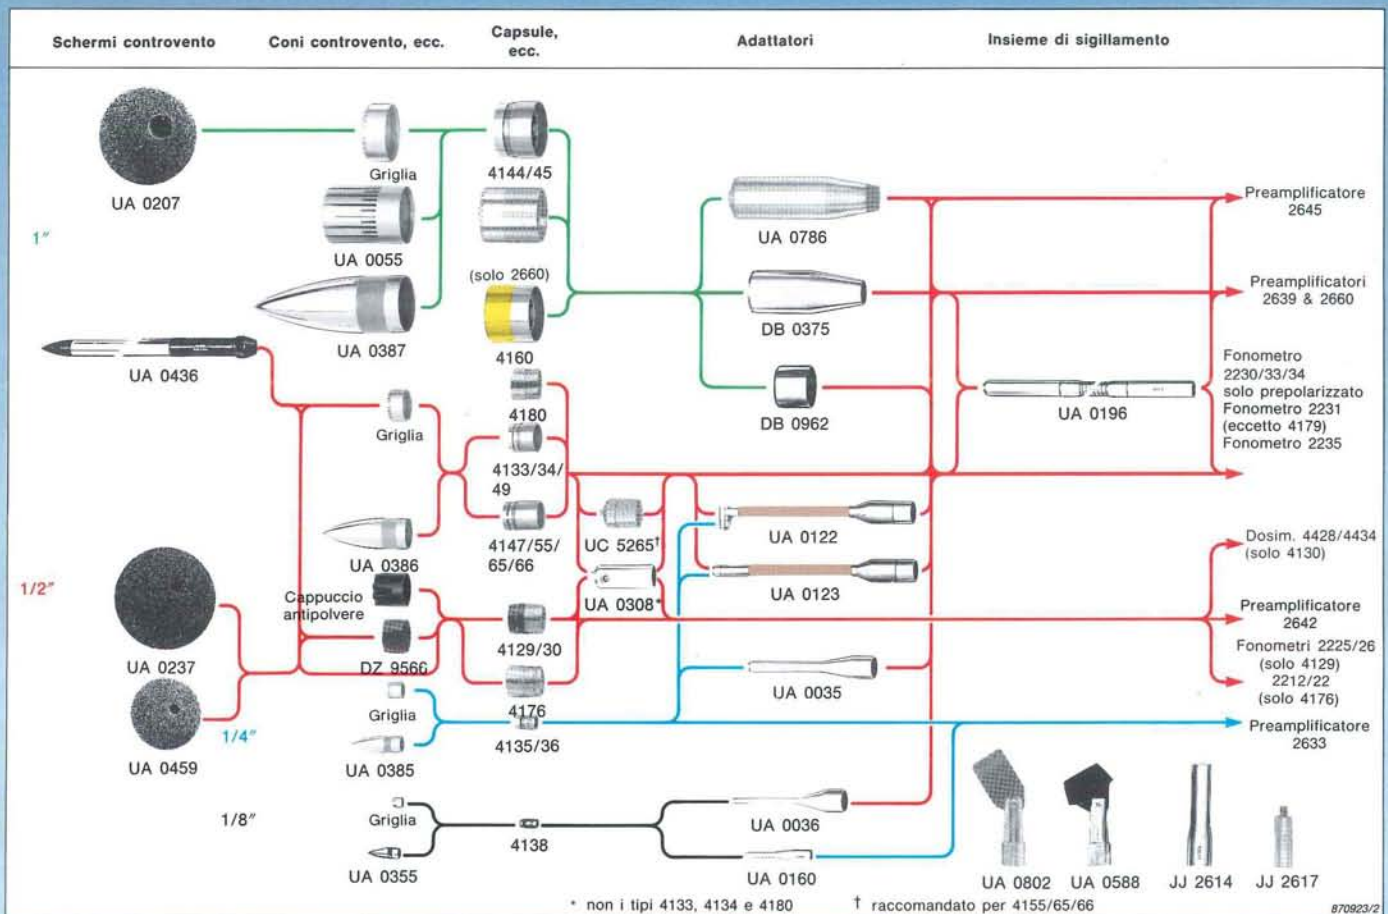 Schermi controvento
Coni controvento, ecc.
Capsule,
ecc.
Adattatori
Insieme di sigillamento
1"
UA 0207
Griglia
UA 0055
UA 0387
4144/45
(solo 2660)
4160
UA 0786
DB 0375
DB 0962
UA 0196
Preamplificatore
2645
Preamplificatori
2639 & 2660
Fonometro
2230/33/34
solo prepolarizzato
Fonometro 2231
(eccetto 4179)
Fonometro 2235
UA 0436
Griglia
4180
4133/34/
49
4147/55/
65/66
UA 0386
UC 5265†
UA 0308*
UA 0122
UA 0123
Dosim. 4428/4434
(solo 4130)
1/2"
Cappuccio
antipolvere
UA 0237
DZ 9566
4129/30
4176
UA 0035
Preamplificatore
2642
Fonometri 2225/26
(solo 4129)
2212/22
(solo 4176)
UA 0459
1/4"
Griglia
UA 0385
4135/36
Preamplificatore
2633
1/8"
Griglia
UA 0355
4138
UA 0036
UA 0160
UA 0802
UA 0588
JJ 2614
JJ 2617
* non i tipi 4133, 4134 e 4180
† raccomandato per 4155/65/66
870923/2